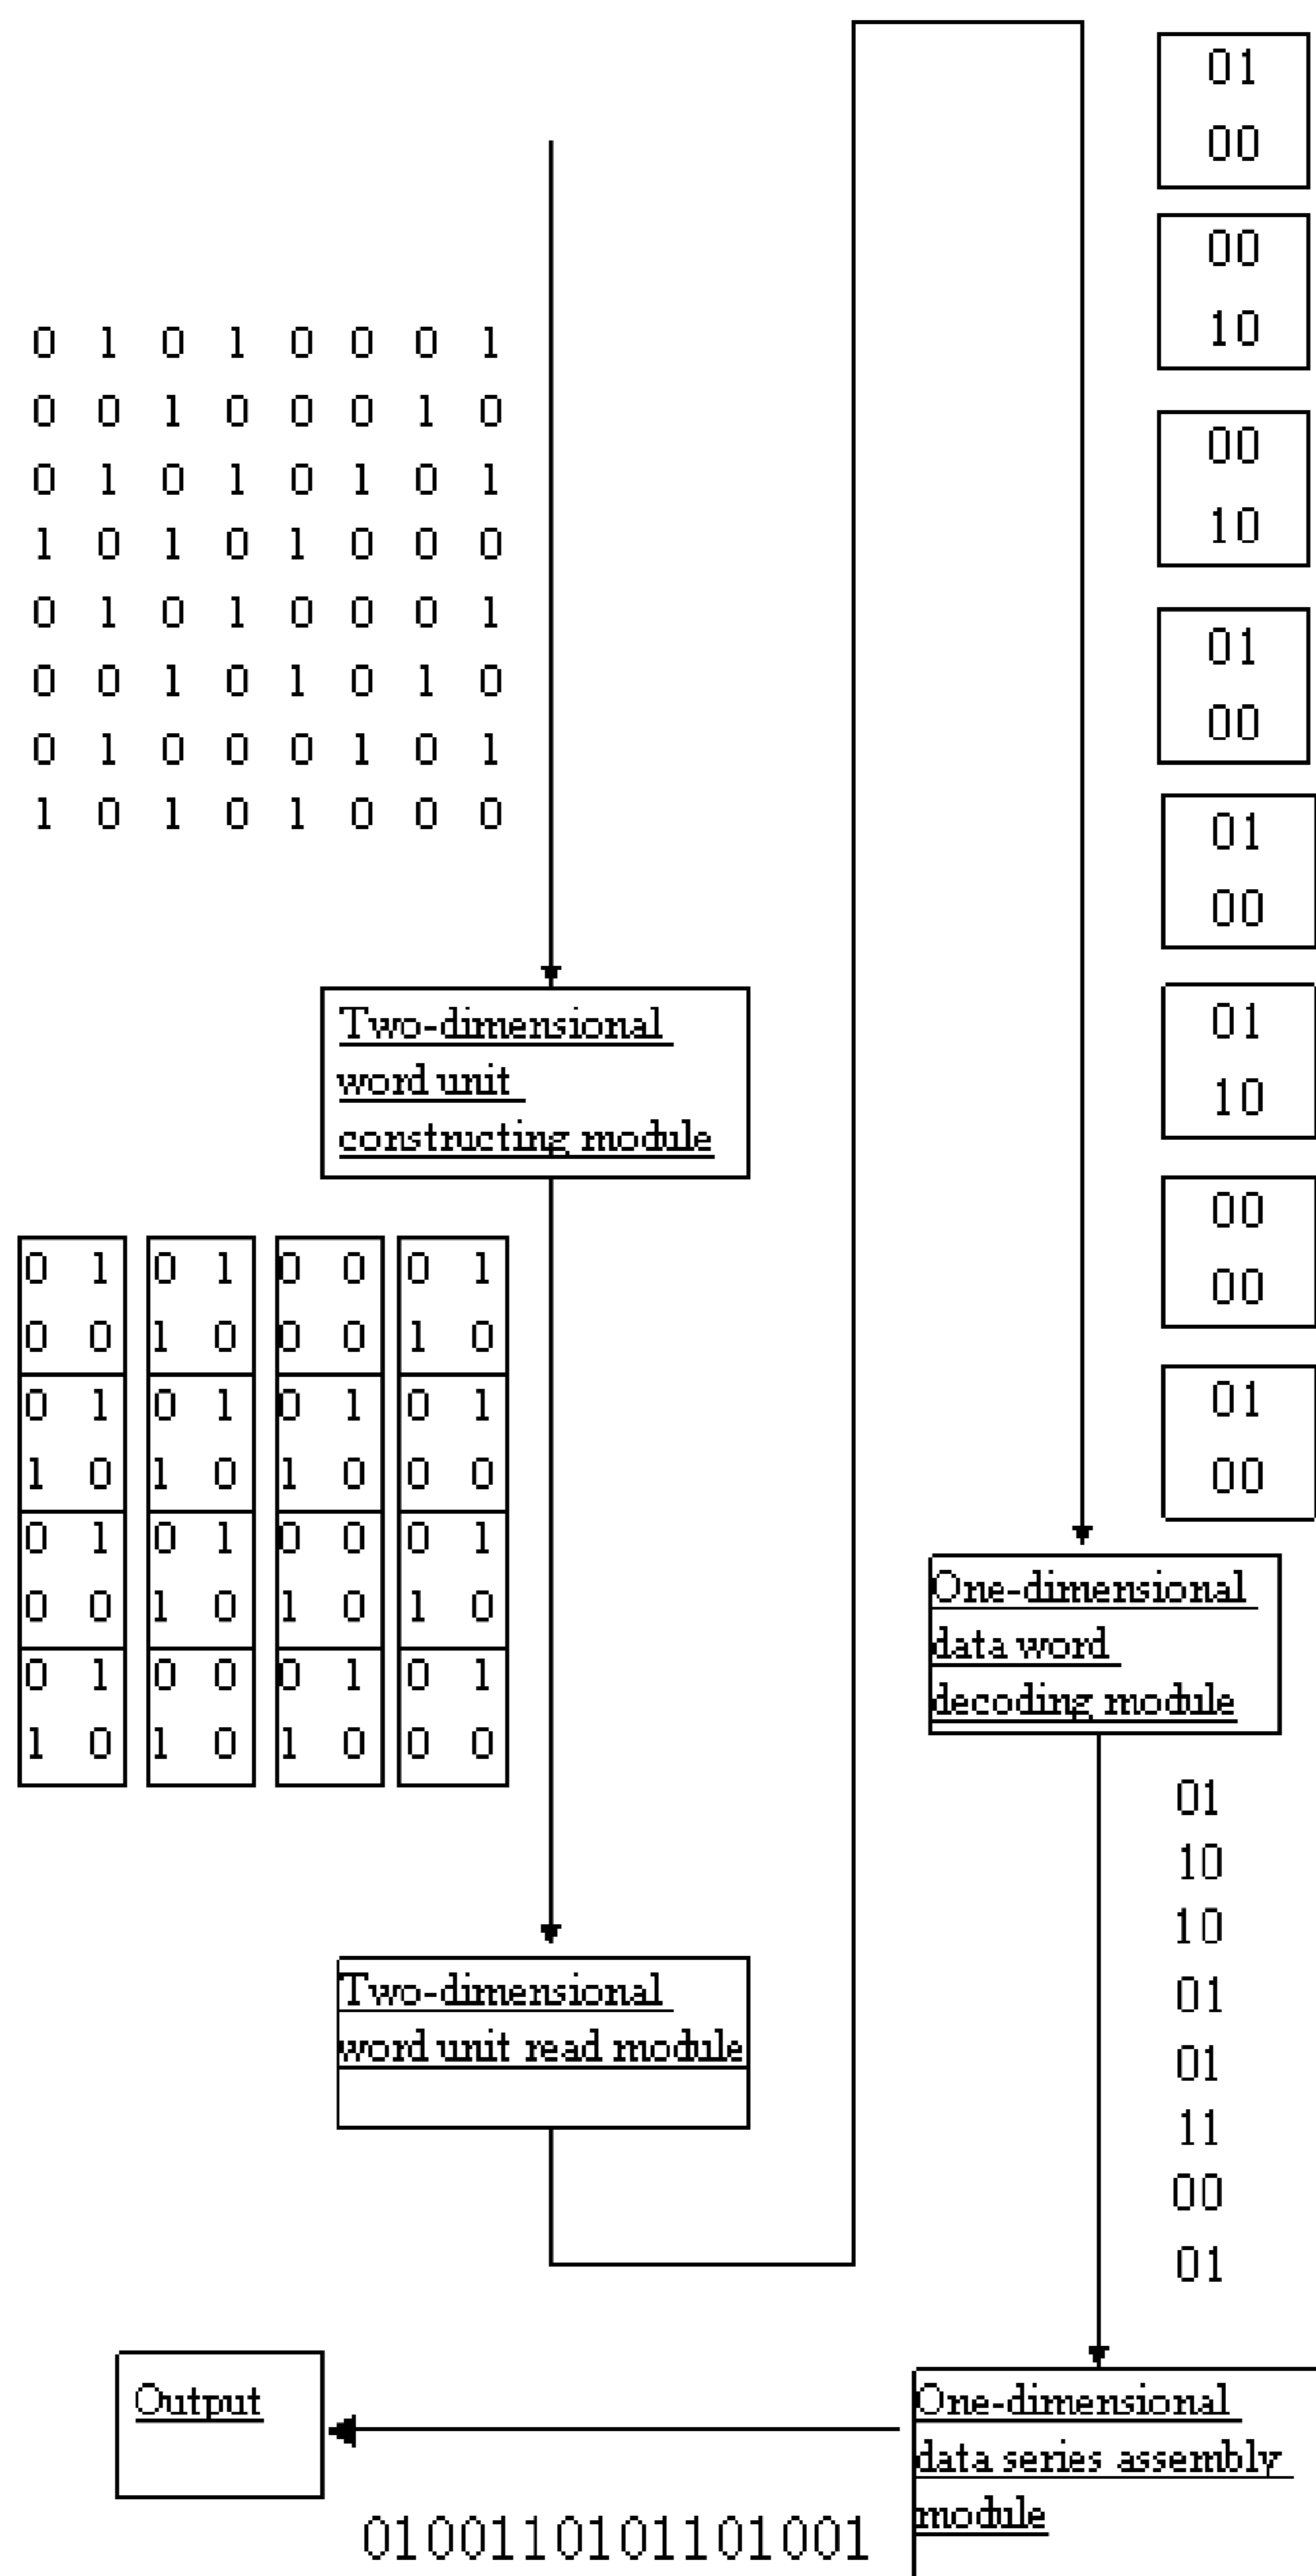 0 1 0 1 0 0 0 1
0 0 1 0 0 0 1 0
0 1 0 1 0 1 0 1
1 0 1 0 1 0 0 0
0 1 0 1 0 0 0 1
0 0 1 0 1 0 1 0
0 1 0 0 0 1 0 1
1 0 1 0 1 0 0 0
Two-dimensional
word unit
constructing module
0 1 0 1 0 0 0 1
0 0 1 0 0 0 1 0
0 1 0 1 0 1 0 1
1 0 1 0 1 0 0 0
0 1 0 1 0 0 0 1
0 0 1 0 1 0 1 0
0 1 0 0 0 1 0 1
1 0 1 0 1 0 0 0
Two-dimensional
word unit read module
01
00
00
10
00
10
01
00
01
00
01
10
00
00
01
00
One-dimensional
data word
decoding module
01
10
10
01
01
11
00
01
One-dimensional
data series assembly
module
0100110101101001
Output